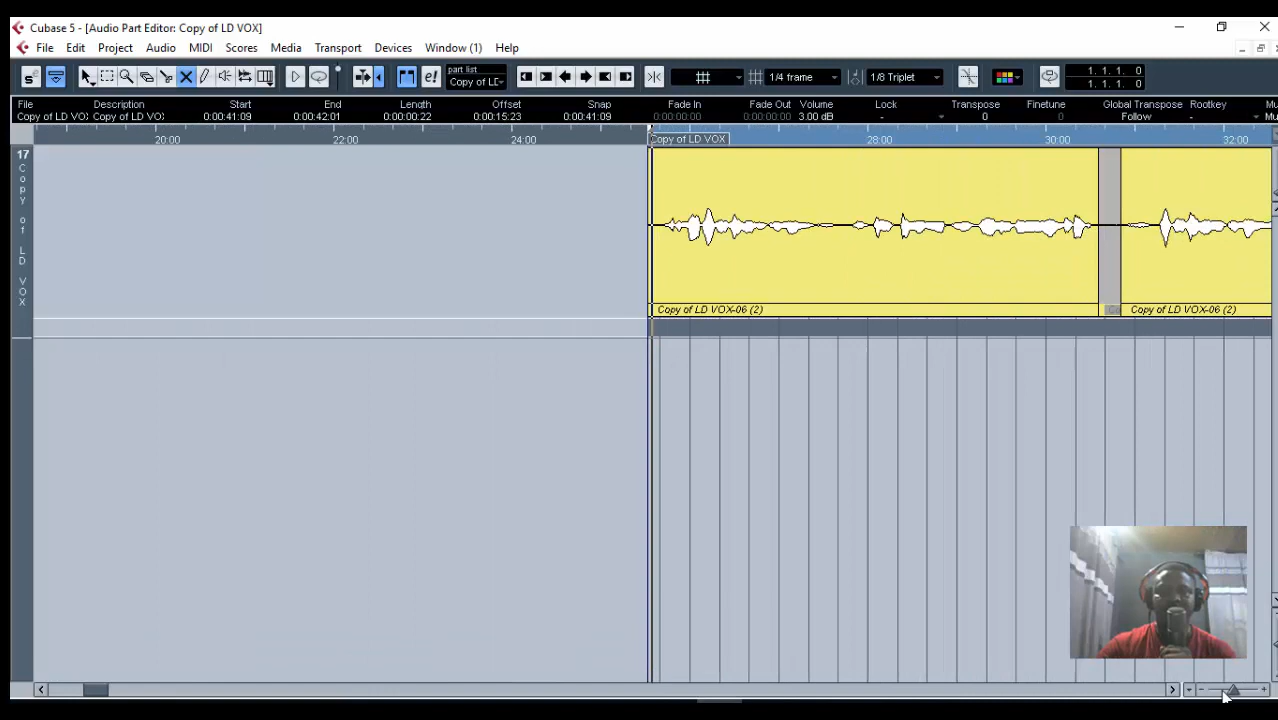 Cubase 5 - [Audio Part Editor: Copy of LD VOX]
File Edit Project Audio MIDI Scores Media Transport Devices Window (1) Help
part list
Copy of LE
1/4 frame
1/8 Triplet
1. 1. 1. 0
1. 1. 1. 0
File Description Start End Length Offset Snap Fade In Fade Out Volume Lock Transpose Finetune Global Transpose Rootkey Mu
Copy of LD VO Copy of LD VO 0:00:41:09 0:00:42:01 0:00:00:22 0:00:15:23 0:00:41:09 0:00:00:00 0:00:00:00 3.00 dB - 0 0 Follow - Mu
20:00 22:00 24:00 Copy of LD VOX 28:00 30:00 32:00
17
Copy of LD VOX
Copy of LD VOX-06 (2) Copy of LD VOX-06 (2)